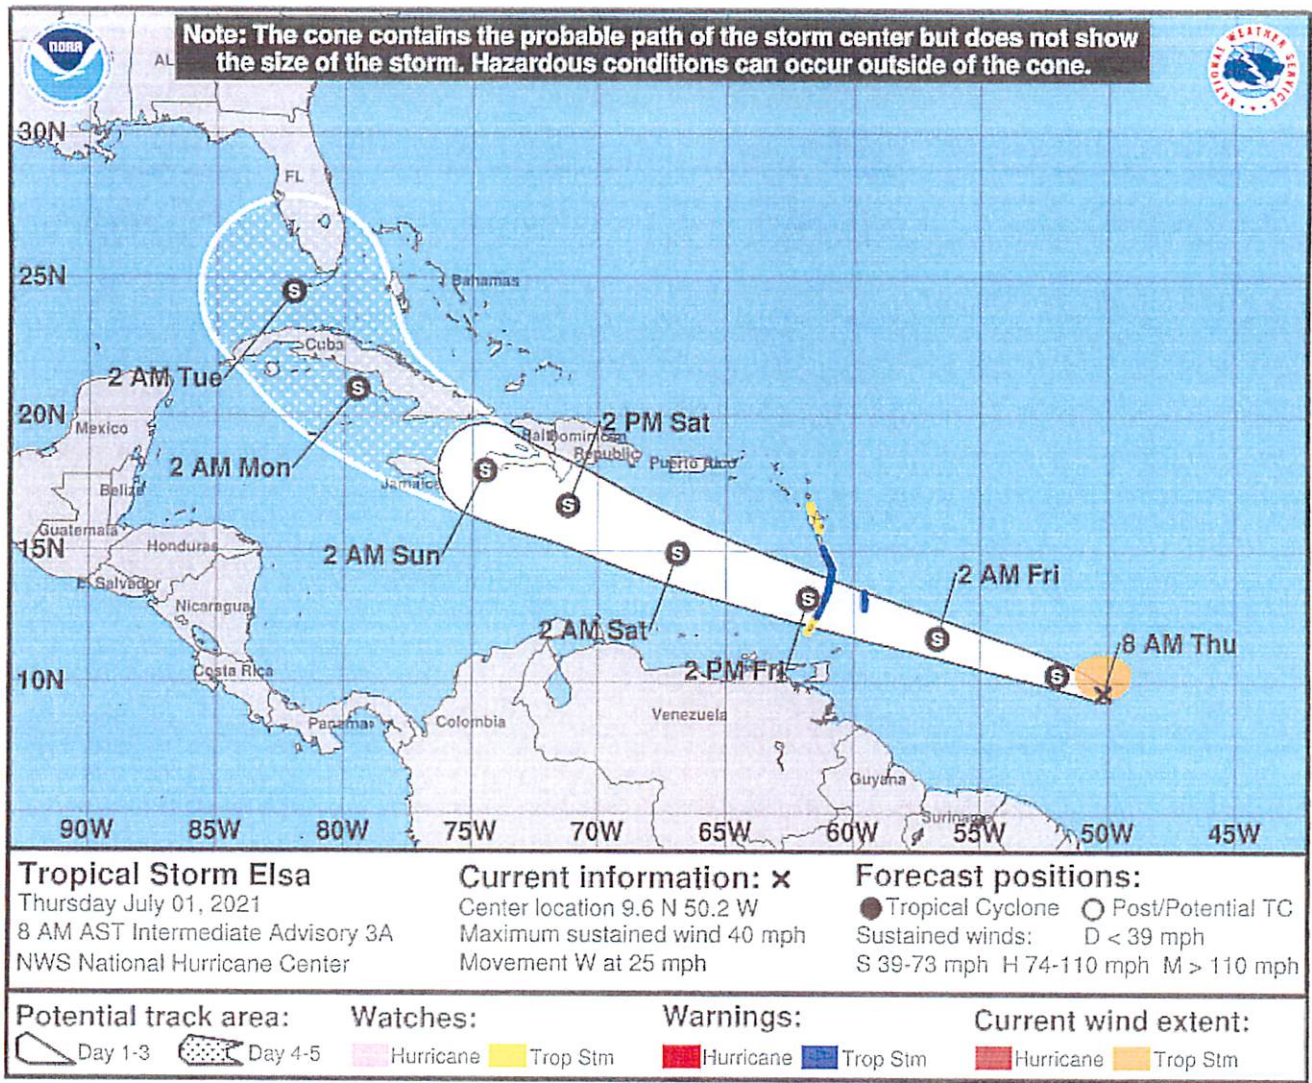 Note: The cone contains the probable path of the storm center but does not show
the size of the storm. Hazardous conditions can occur outside of the cone.
NOAA
NATIONAL WEATHER SERVICE
AL
30N
FL
25N
Bahamas
Cuba
2 AM Tue
20N
Mexico
2 PM Sat
Haiti
Dominican
Republic
Puerto Rico
2 AM Mon
Jamaica
Belize
Guatemala
15N
Honduras
2 AM Sun
El Salvador
2 AM Fri
Nicaragua
2 AM Sat
8 AM Thu
Costa Rica
10N
2 PM Fri
Panama
Colombia
Venezuela
Guyana
Suriname
S
S
S
S
S
S
S
S
S
90W 85W 80W 75W 70W 65W 60W 55W 50W 45W
Tropical Storm Elsa
Thursday July 01, 2021
8 AM AST Intermediate Advisory 3A
NWS National Hurricane Center
Current information: x
Center location 9.6 N 50.2 W
Maximum sustained wind 40 mph
Movement W at 25 mph
Forecast positions:
Tropical Cyclone Post/Potential TC
Sustained winds: D < 39 mph
S 39-73 mph H 74-110 mph M > 110 mph
Potential track area:
Day 1-3 Day 4-5
Watches:
Hurricane Trop Stm
Warnings:
Hurricane Trop Stm
Current wind extent:
Hurricane Trop Stm